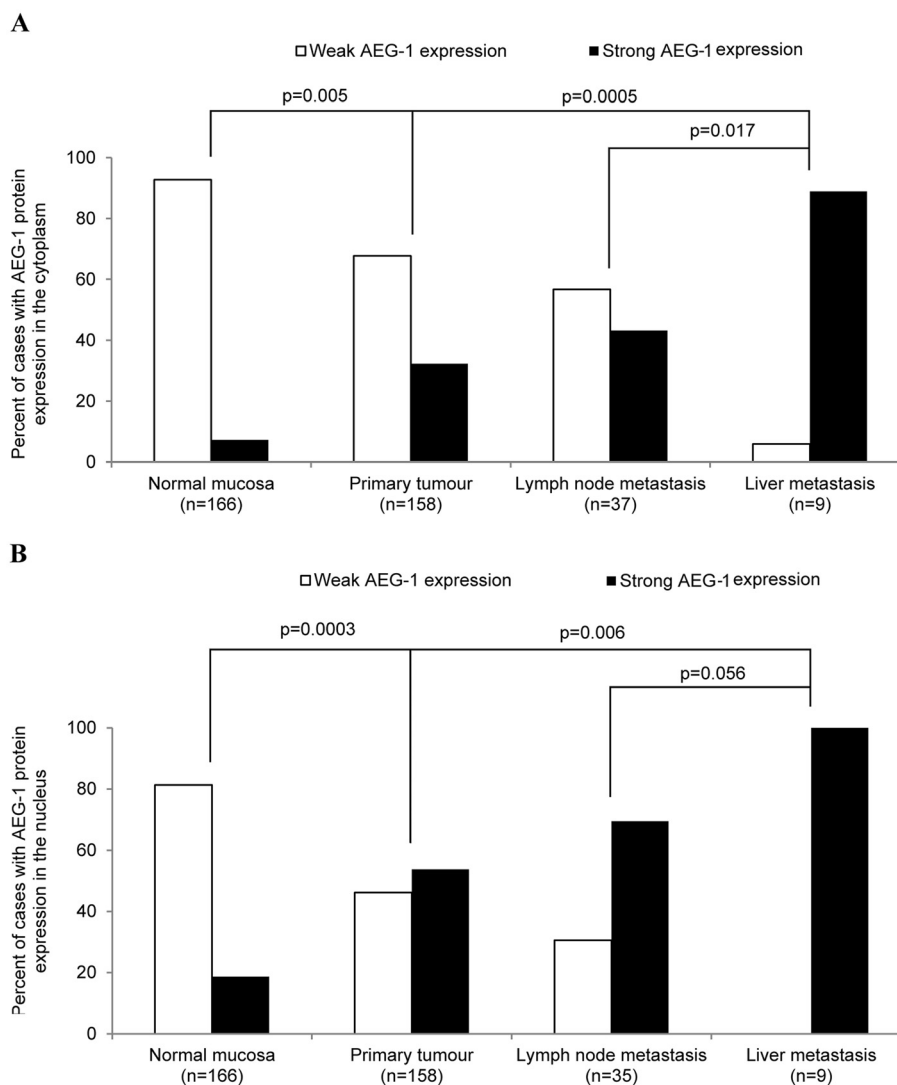 A
Weak AEG-1 expression
Strong AEG-1 expression
p=0.005
p=0.0005
p=0.017
Percent of cases with AEG-1 protein
expression in the cytoplasm
100
80
60
40
20
0
Normal mucosa
(n=166)
Primary tumour
(n=158)
Lymph node metastasis
(n=37)
Liver metastasis
(n=9)
B
Weak AEG-1 expression
Strong AEG-1 expression
p=0.0003
p=0.006
p=0.056
Percent of cases with AEG-1 protein
expression in the nucleus
100
80
60
40
20
0
Normal mucosa
(n=166)
Primary tumour
(n=158)
Lymph node metastasis
(n=35)
Liver metastasis
(n=9)